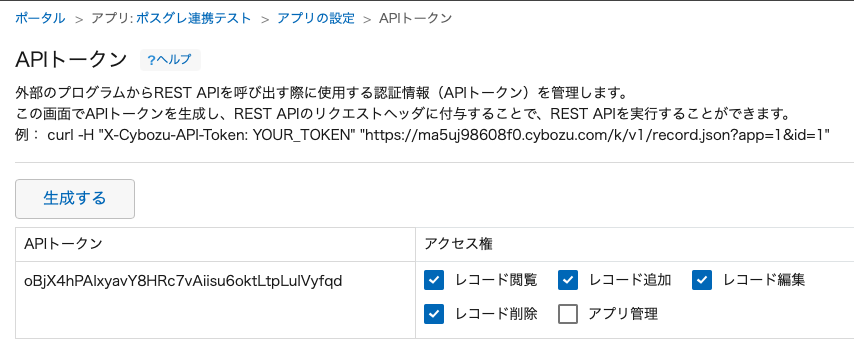 ポータル > アプリ: ポスグレ連携テスト > アプリの設定 > APIトークン
APIトークン ?ヘルプ
外部のプログラムからREST APIを呼び出す際に使用する認証情報（APIトークン）を管理します。
この画面でAPIトークンを生成し、REST APIのリクエストヘッダに付与することで、REST APIを実行することができます。
例： curl -H "X-Cybozu-API-Token: YOUR_TOKEN" "https://ma5uj98608f0.cybozu.com/k/v1/record.json?app=1&id=1"
生成する
APIトークン アクセス権
oBjX4hPAlxyavY8HRc7vAiisu6oktLtpLulVyfqd レコード閲覧 レコード追加 レコード編集
レコード削除 アプリ管理